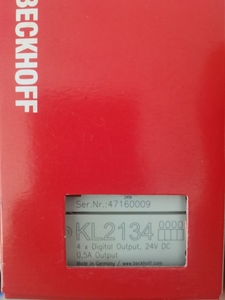 BECKHOFF
Ser.Nr.:47160009
KL2134
4 x Digital Output, 24V DC
0,5A Output
Made in Germany / www.beckhoff.com